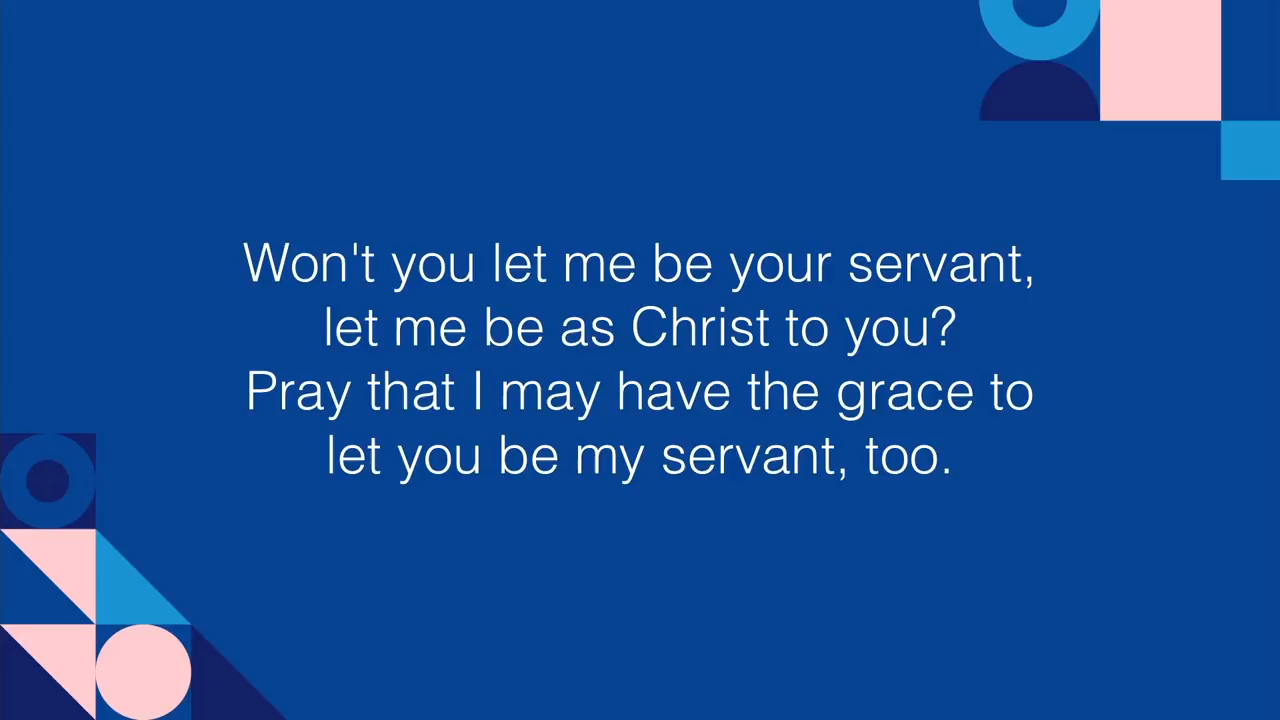 Won't you let me be your servant,
let me be as Christ to you?
Pray that I may have the grace to
let you be my servant, too.